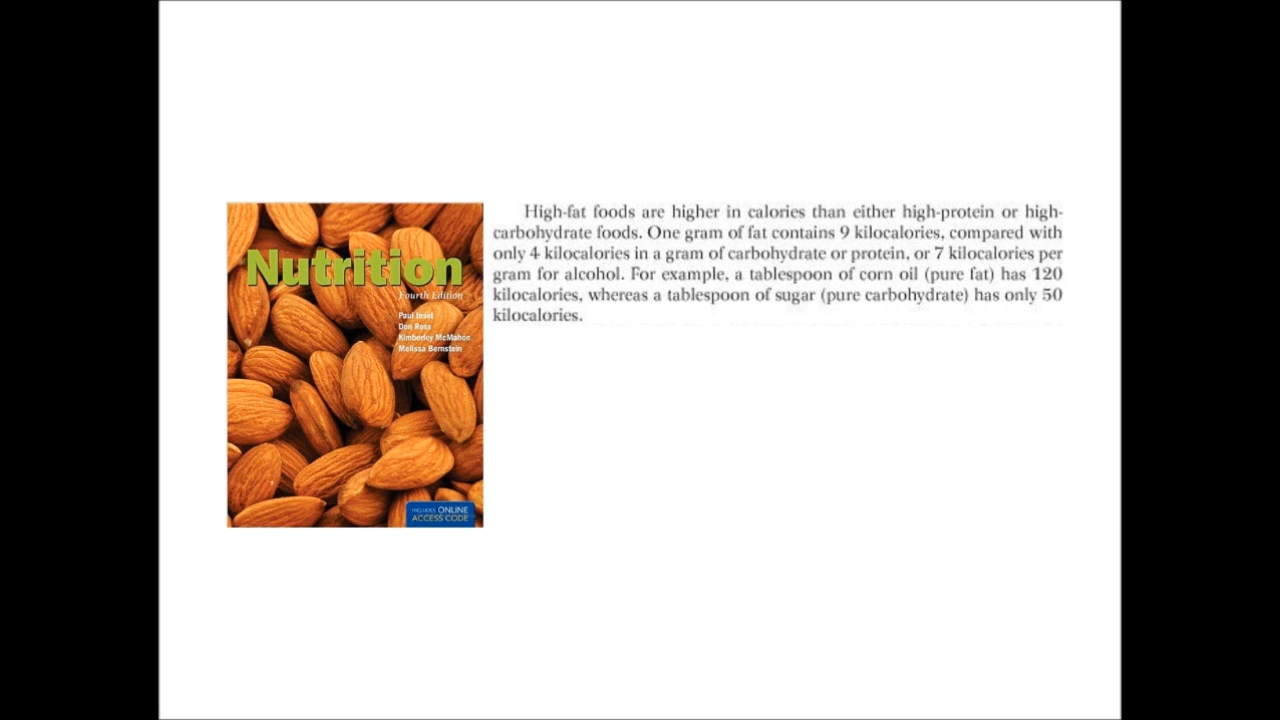 Nutrition
Fourth Edition
Paul Insel
Don Ross
Kimberley McMahon
Melissa Bernstein
INCLUDES ONLINE
ACCESS CODE
High-fat foods are higher in calories than either high-protein or high-
carbohydrate foods. One gram of fat contains 9 kilocalories, compared with
only 4 kilocalories in a gram of carbohydrate or protein, or 7 kilocalories per
gram for alcohol. For example, a tablespoon of corn oil (pure fat) has 120
kilocalories, whereas a tablespoon of sugar (pure carbohydrate) has only 50
kilocalories.